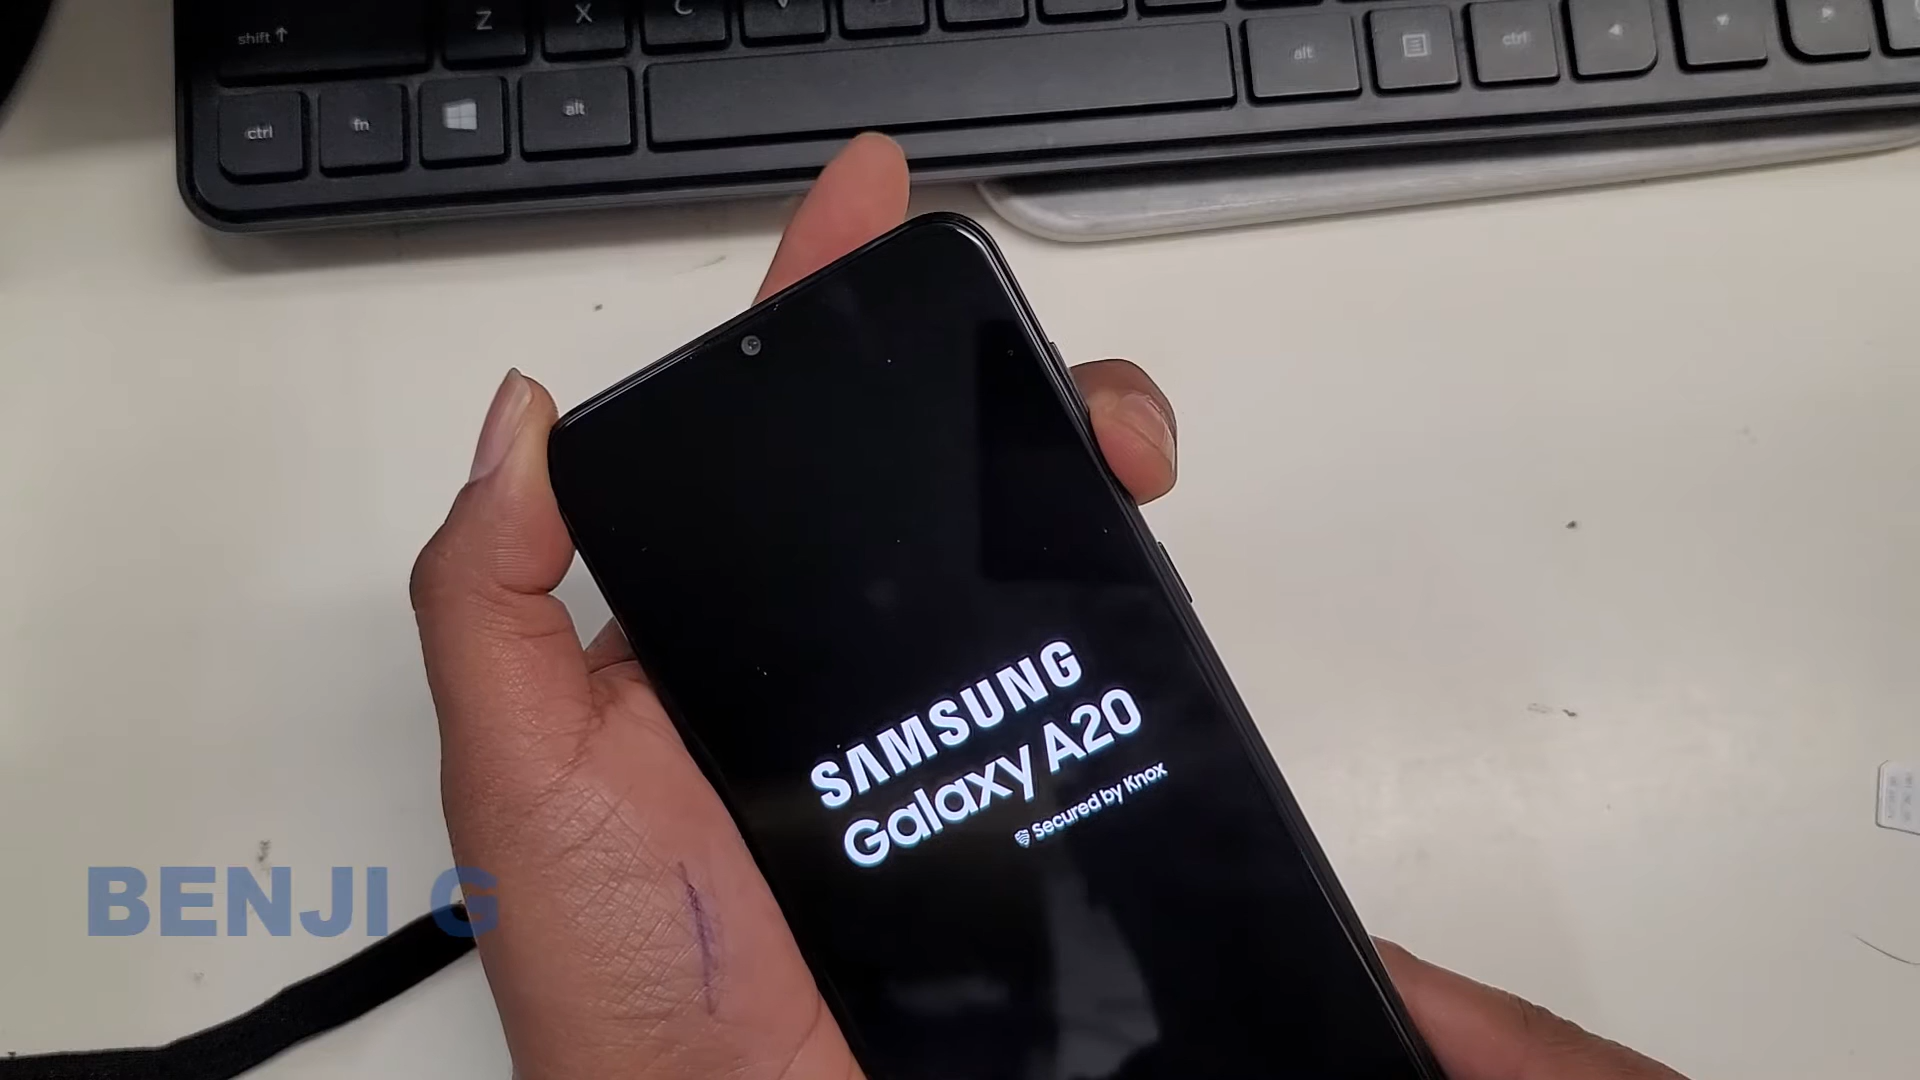 shift ↑
Z X C
ctrl fn alt
alt ctrl
SAMSUNG
Galaxy A20
Secured by Knox
BENJI G